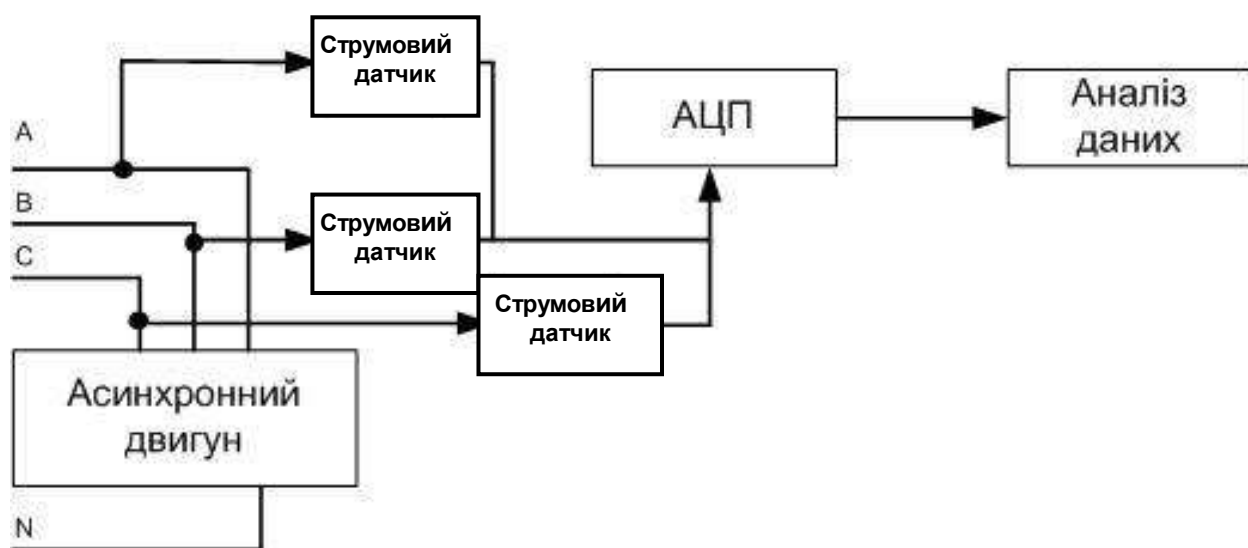 Струмовий
датчик
АЦП
Аналіз
даних
A
B
C
Струмовий
датчик
Струмовий
датчик
Асинхронний
двигун
N